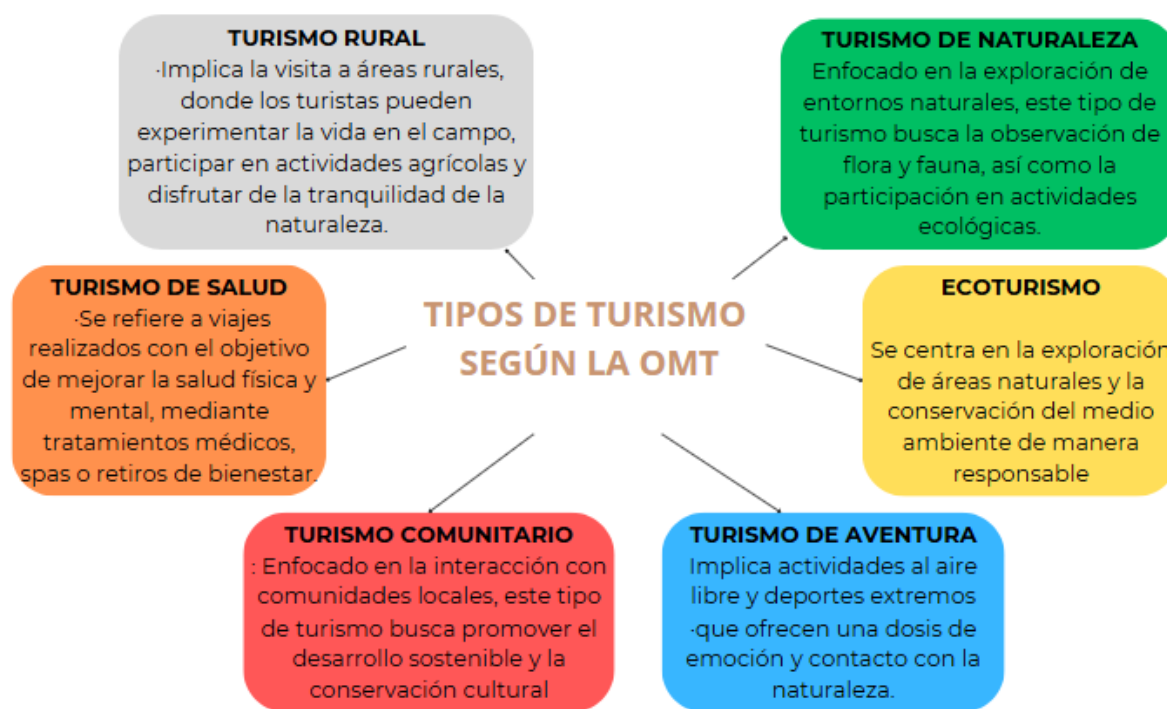 TURISMO RURAL
·Implica la visita a áreas rurales,
donde los turistas pueden
experimentar la vida en el campo,
participar en actividades agrícolas y
disfrutar de la tranquilidad de la
naturaleza.
TURISMO DE NATURALEZA
Enfocado en la exploración de
entornos naturales, este tipo de
turismo busca la observación de
flora y fauna, así como la
participación en actividades
ecológicas.
TURISMO DE SALUD
·Se refiere a viajes
realizados con el objetivo
de mejorar la salud física y
mental, mediante
tratamientos médicos,
spas o retiros de bienestar.
TIPOS DE TURISMO
SEGÚN LA OMT
ECOTURISMO
Se centra en la exploración
de áreas naturales y la
conservación del medio
ambiente de manera
responsable
TURISMO COMUNITARIO
: Enfocado en la interacción con
comunidades locales, este tipo
de turismo busca promover el
desarrollo sostenible y la
conservación cultural
TURISMO DE AVENTURA
Implica actividades al aire
libre y deportes extremos
·que ofrecen una dosis de
emoción y contacto con la
naturaleza.